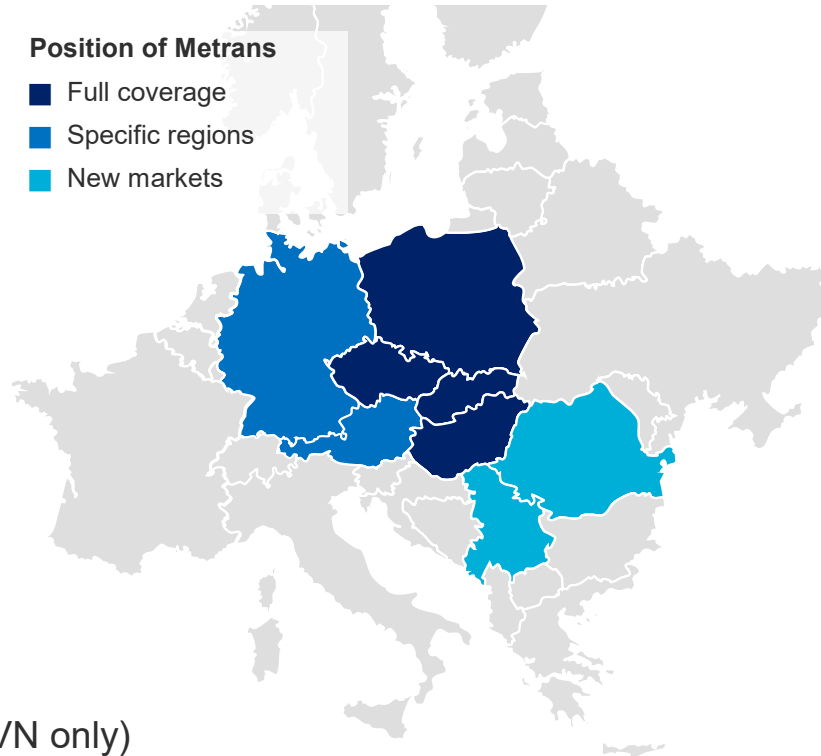 Position of Metrans
Full coverage
Specific regions
New markets
only)